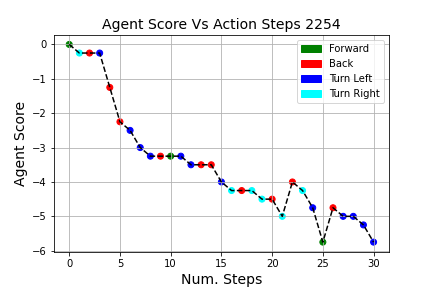 Agent Score Vs Action Steps 2254
Forward
Back
Turn Left
Turn Right
Agent Score
0
−1
−2
−3
−4
−5
−6
0 5 10 15 20 25 30
Num. Steps